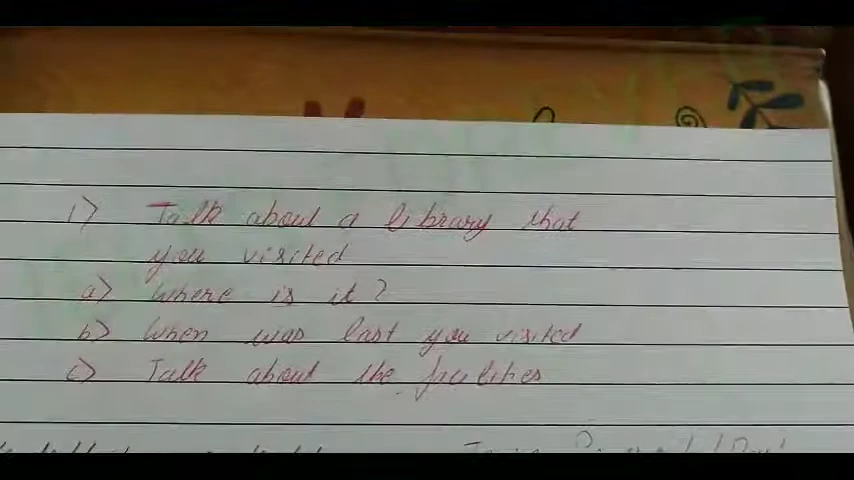 1) Talk about a library that
you visited
a) Where is it?
b) When was last you visited
c) Talk about the facilities